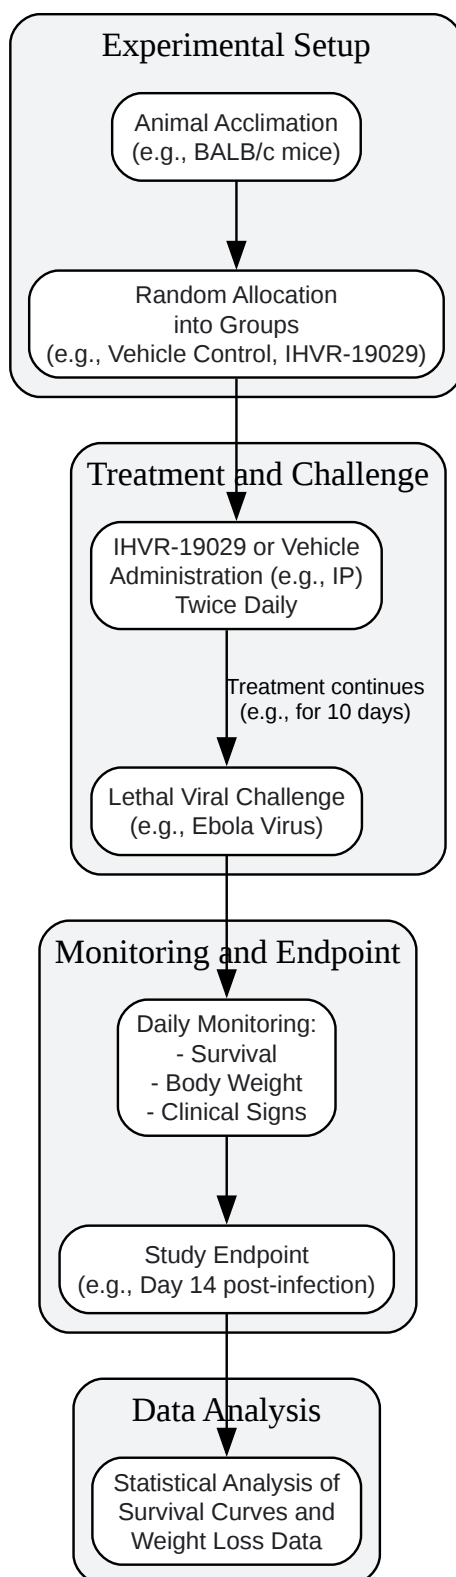 Experimental Setup
Animal Acclimation
(e.g., BALB/c mice)
Random Allocation
into Groups
(e.g., Vehicle Control, IHVR-19029)
Treatment and Challenge
IHVR-19029 or Vehicle
Administration (e.g., IP)
Twice Daily
Treatment continues
(e.g., for 10 days)
Lethal Viral Challenge
(e.g., Ebola Virus)
Monitoring and Endpoint
Daily Monitoring:
- Survival
- Body Weight
- Clinical Signs
Study Endpoint
(e.g., Day 14 post-infection)
Data Analysis
Statistical Analysis of
Survival Curves and
Weight Loss Data